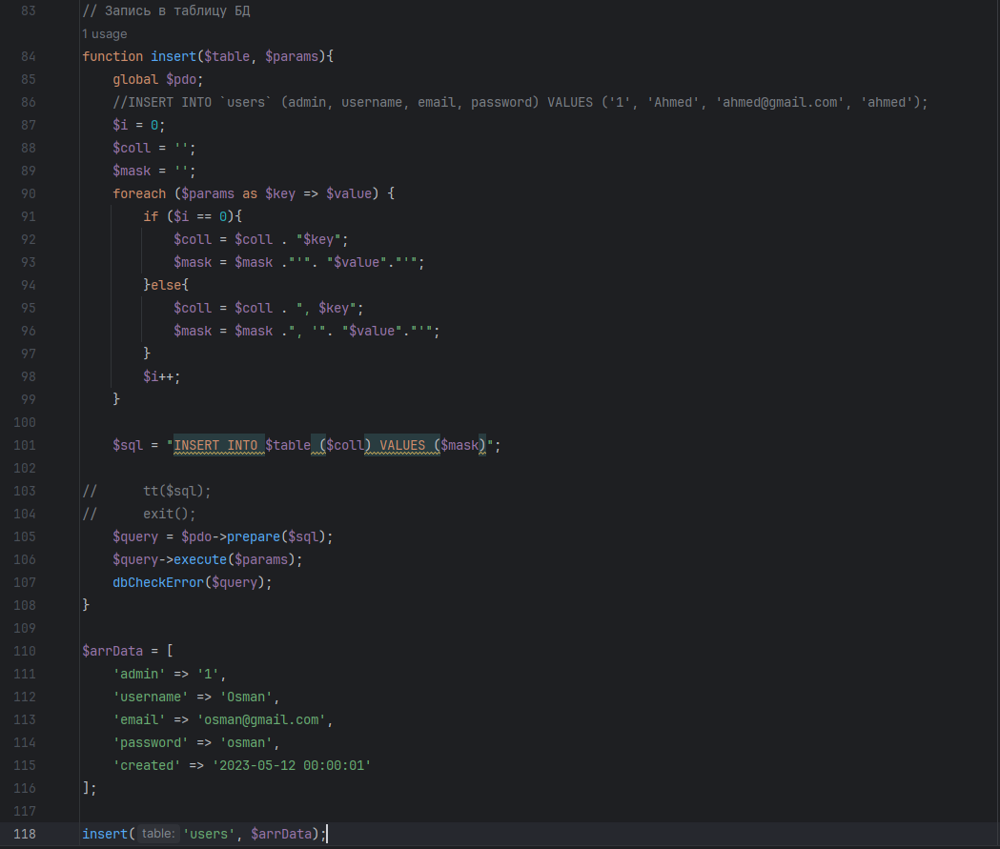 83 // Запись в таблицу БД
1 usage
84 function insert($table, $params){
85 global $pdo;
86 //INSERT INTO `users` (admin, username, email, password) VALUES ('1', 'Ahmed', 'ahmed@gmail.com', 'ahmed');
87 $i = 0;
88 $coll = '';
89 $mask = '';
90 foreach ($params as $key => $value) {
91 if ($i == 0){
92 $coll = $coll . "$key";
93 $mask = $mask ."'". "$value"."'";
94 }else{
95 $coll = $coll . ", $key";
96 $mask = $mask .", '". "$value"."'";
97 }
98 $i++;
99 }
100
101 $sql = "INSERT INTO $table ($coll) VALUES ($mask)";
102
103 // tt($sql);
104 // exit();
105 $query = $pdo->prepare($sql);
106 $query->execute($params);
107 dbCheckError($query);
108 }
109
110 $arrData = [
111 'admin' => '1',
112 'username' => 'Osman',
113 'email' => 'osman@gmail.com',
114 'password' => 'osman',
115 'created' => '2023-05-12 00:00:01'
116 ];
117
118 insert( table: 'users', $arrData);